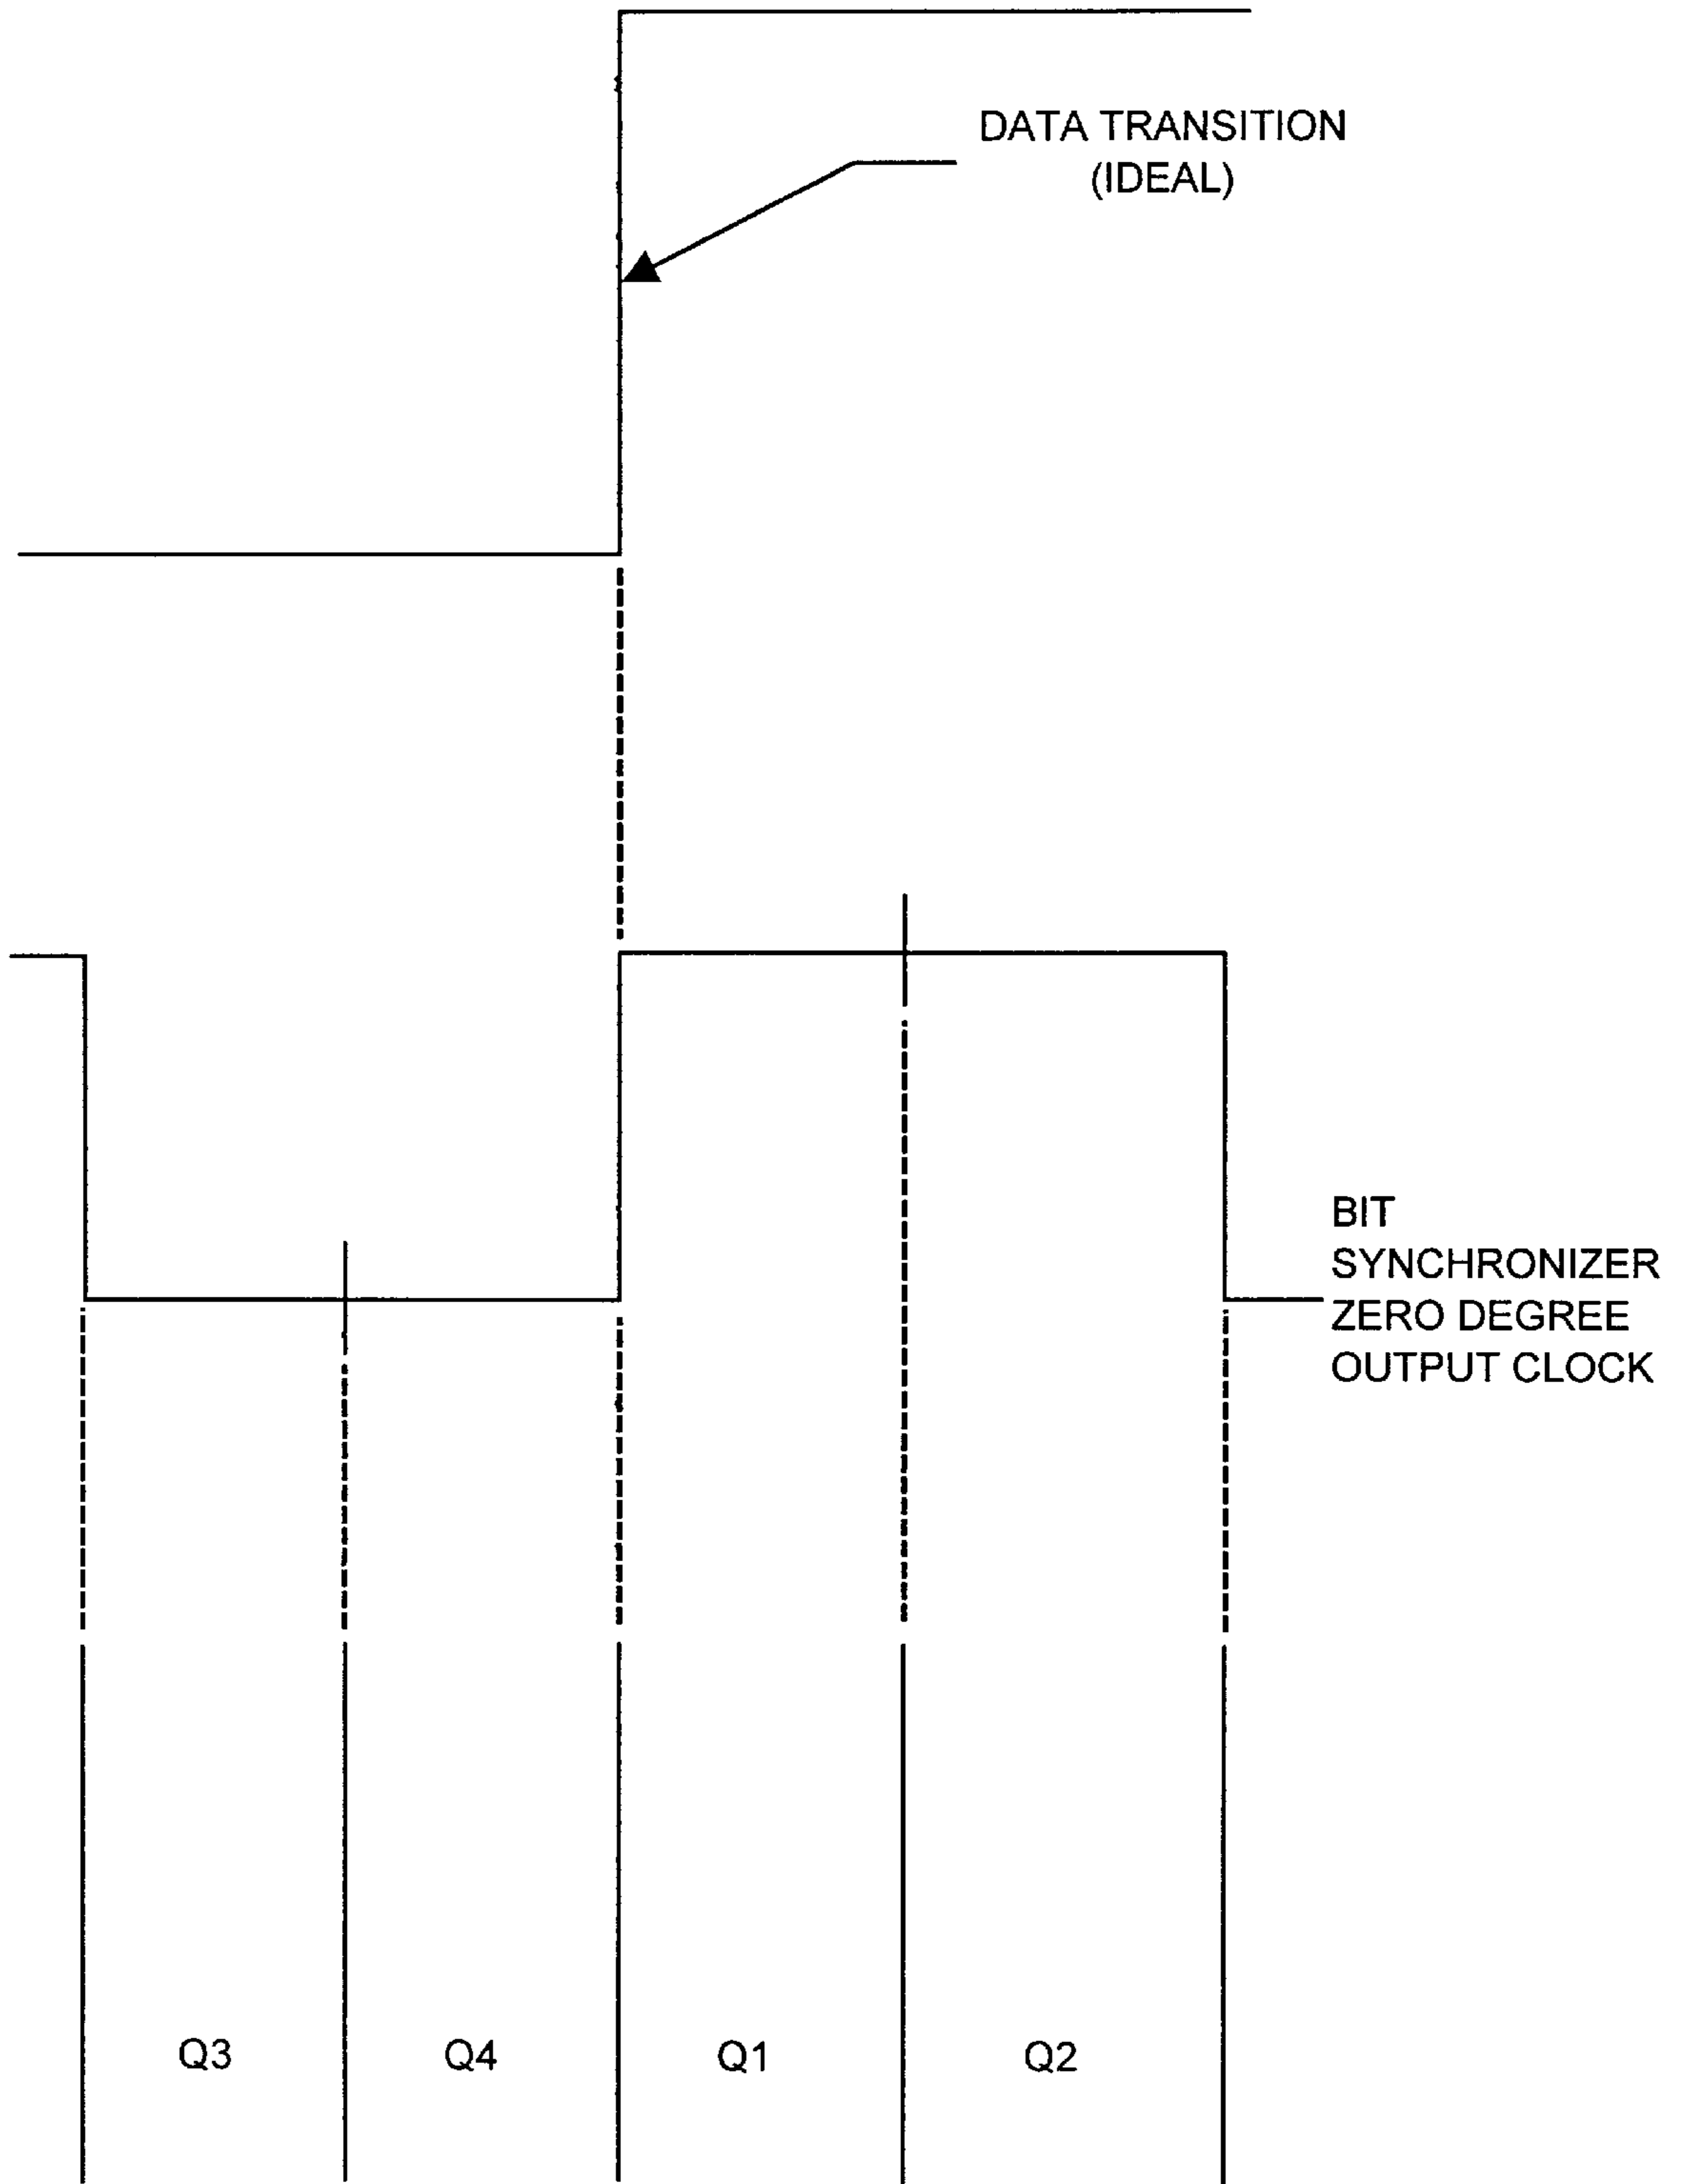 DATA TRANSITION
(IDEAL)
BIT
SYNCHRONIZER
ZERO DEGREE
OUTPUT CLOCK
Q3 Q4 Q1 Q2